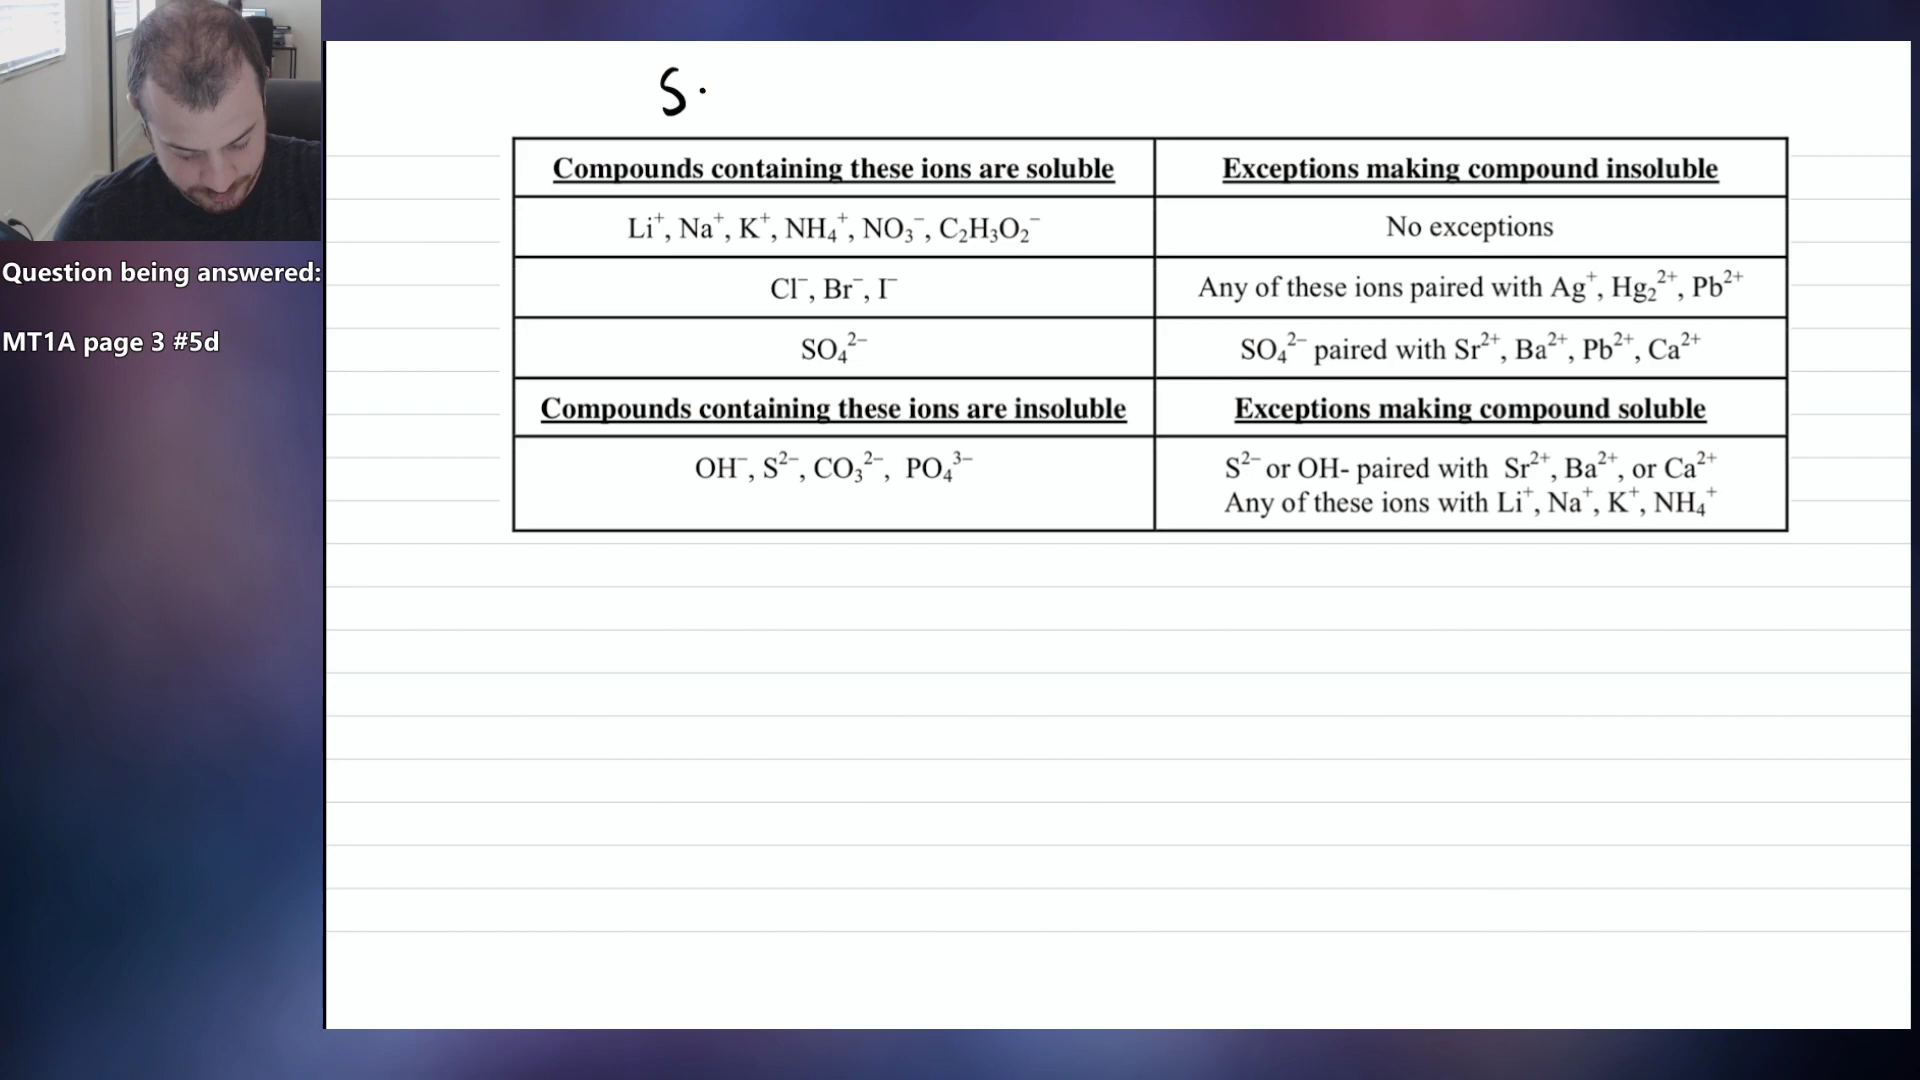 S.
Compounds containing these ions are soluble
Exceptions making compound insoluble
Li⁺, Na⁺, K⁺, NH₄⁺, NO₃⁻, C₂H₃O₂⁻
No exceptions
Cl⁻, Br⁻, I⁻
Any of these ions paired with Ag⁺, Hg₂²⁺, Pb²⁺
SO₄²⁻
SO₄²⁻ paired with Sr²⁺, Ba²⁺, Pb²⁺, Ca²⁺
Compounds containing these ions are insoluble
Exceptions making compound soluble
OH⁻, S²⁻, CO₃²⁻, PO₄³⁻
S²⁻ or OH- paired with Sr²⁺, Ba²⁺, or Ca²⁺
Any of these ions with Li⁺, Na⁺, K⁺, NH₄⁺
Question being answered:
MT1A page 3 #5d